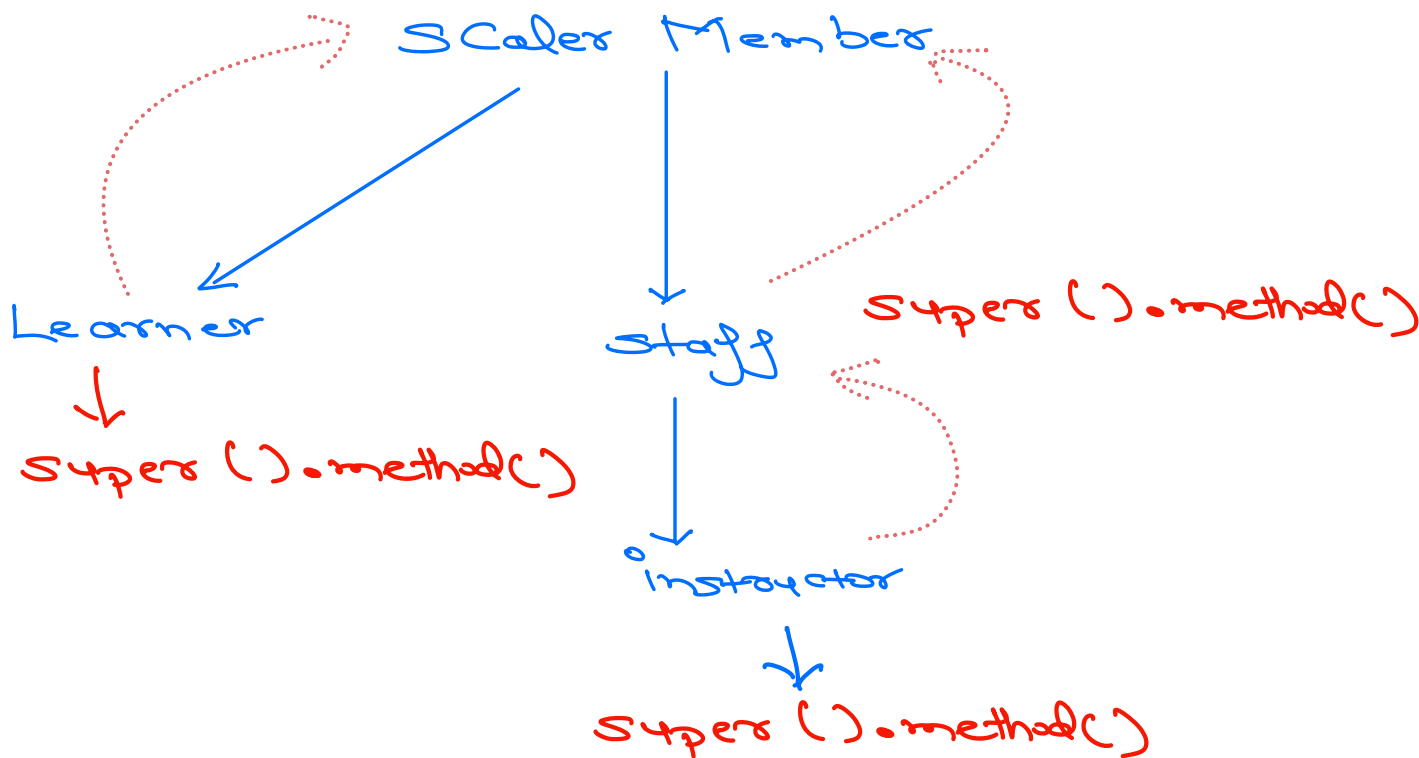 SCaler Member
Learner
super().method()
staff
super().method()
instructor
super().method()